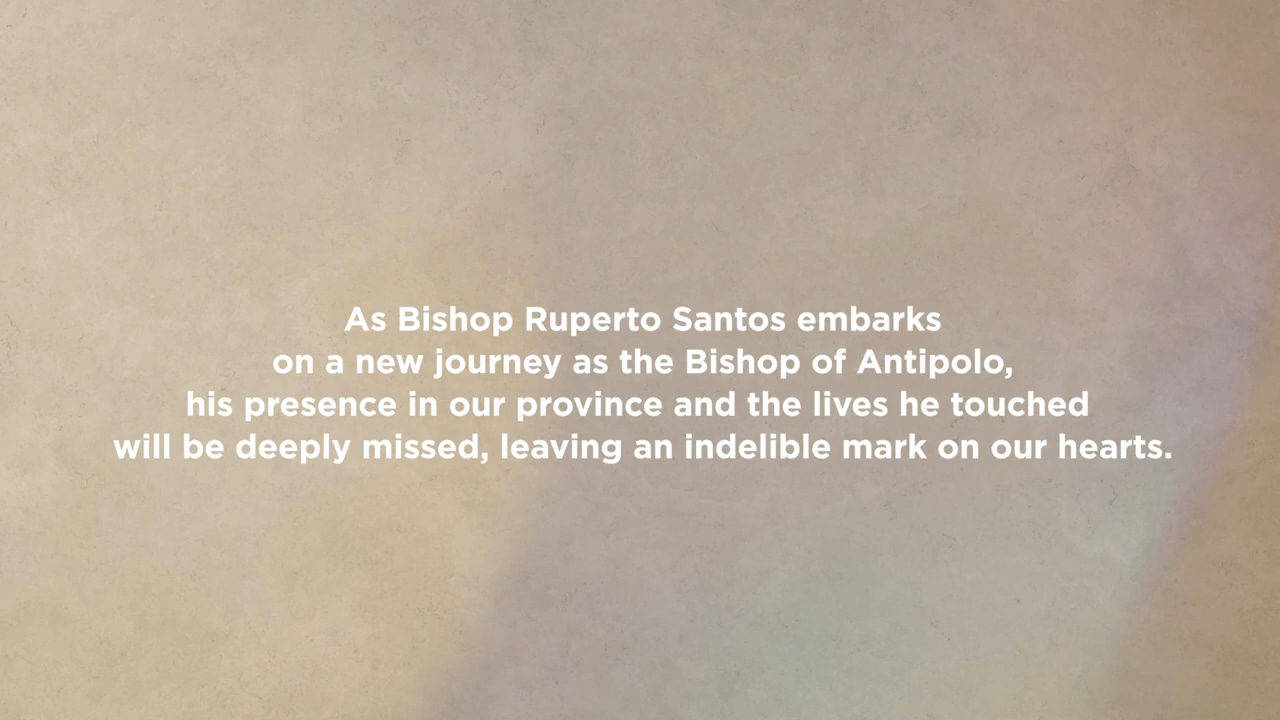 As Bishop Ruperto Santos embarks
on a new journey as the Bishop of Antipolo,
his presence in our province and the lives he touched
will be deeply missed, leaving an indelible mark on our hearts.